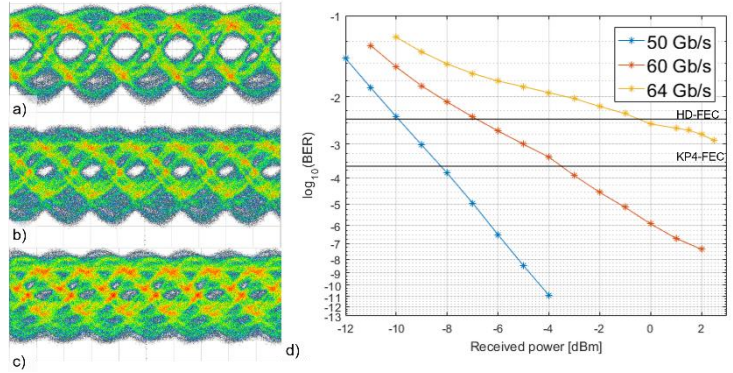 a)
b)
c)
d)
-1
-2
-3
-4
-5
-6
-7
-8
-9
-10
-11
-12
-13
log10(BER)
50 Gb/s
60 Gb/s
64 Gb/s
HD-FEC
KP4-FEC
-12 -10 -8 -6 -4 -2 0 2
Received power [dBm]